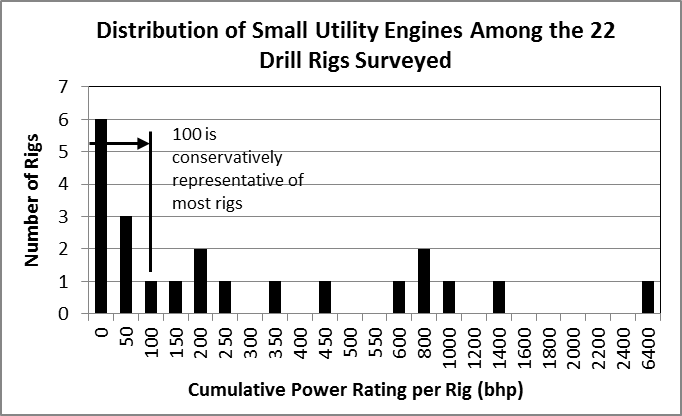 Distribution of Small Utility Engines Among the 22
Drill Rigs Surveyed
Number of Rigs
7
6
5
4
3
2
1
0
100 is
conservatively
representative of
most rigs
0 50 100 150 200 250 300 350 400 450 500 550 600 800 1000 1200 1400 1600 1800 2000 2200 2400 6400
Cumulative Power Rating per Rig (bhp)